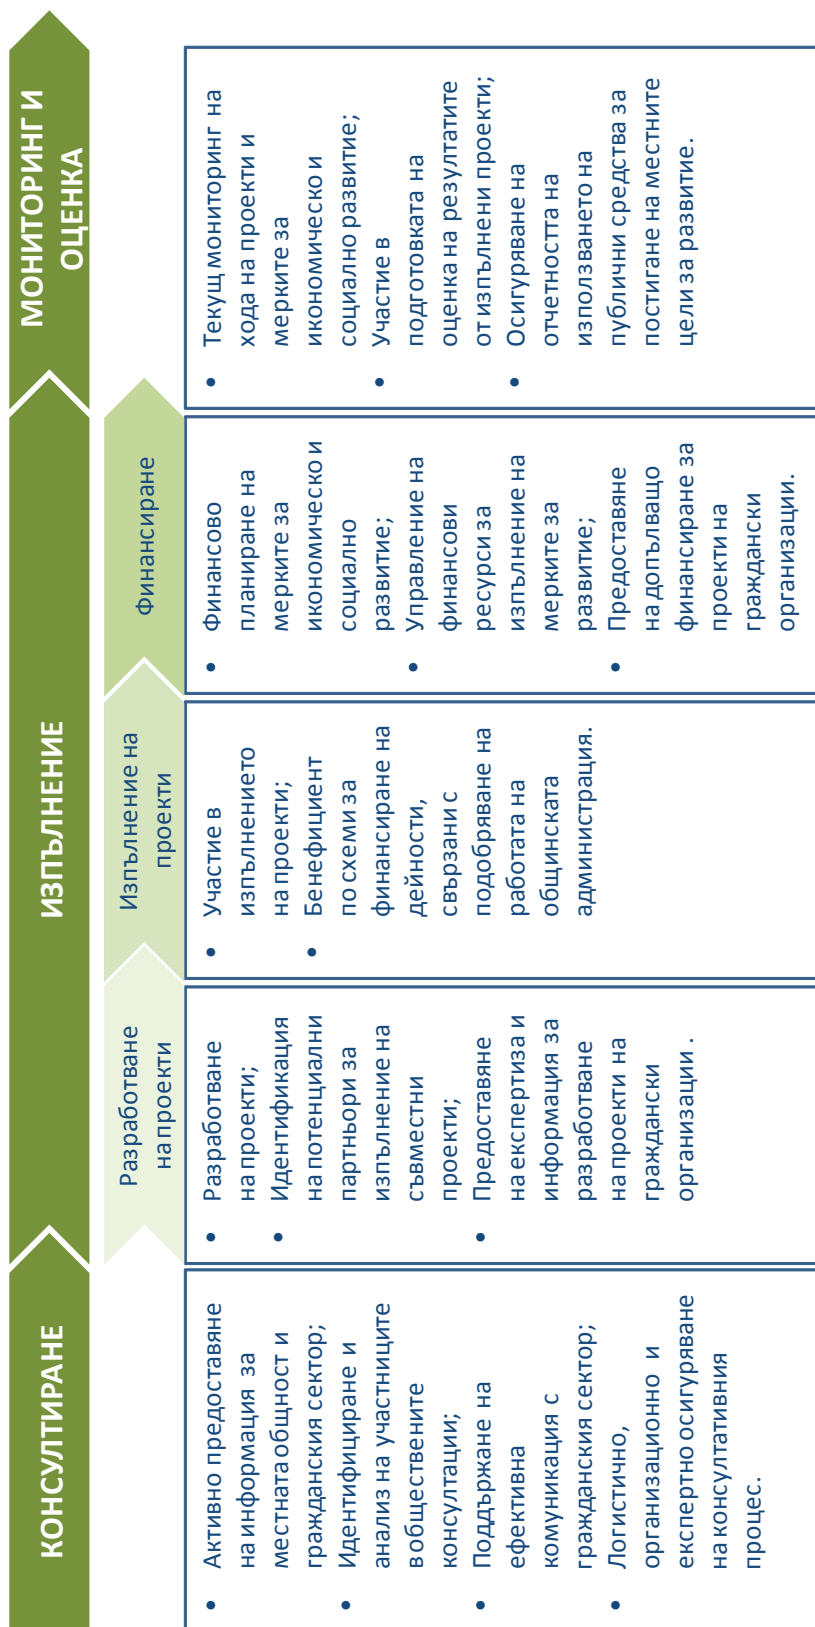 КОНСУЛТИРАНЕ
ИЗПЪЛНЕНИЕ
МОНИТОРИНГ И
ОЦЕНКА
Разработване
на проекти
Изпълнение на
проекти
Финансиране
• Активно предоставяне
на информация за
местната общност и
гражданския сектор;
• Идентифициране и
анализ на участниците
в обществените
консултации;
• Поддържане на
ефективна
комуникация с
гражданския сектор;
• Логистично,
организационно и
експертно осигуряване
на консултативния
процес.
• Разработване
на проекти;
• Идентификация
на потенциални
партньори за
изпълнение на
съвместни
проекти;
• Предоставяне
на експертиза и
информация за
разработване
на проекти на
граждански
организации .
• Участие в
изпълнението
на проекти;
• Бенефициент
по схеми за
финансиране на
дейности,
свързани с
подобряване на
работата на
общинската
администрация.
• Финансово
планиране на
мерките за
икономическо и
социално
развитие;
• Управление на
финансови
ресурси за
изпълнение на
мерките за
развитие;
• Предоставяне
на допълващо
финансиране за
проекти на
граждански
организации.
• Текущ мониторинг на
хода на проекти и
мерките за
икономическо и
социално развитие;
• Участие в
подготовката на
оценка на резултатите
от изпълнени проекти;
• Осигуряване на
отчетността на
използването на
публични средства за
постигане на местните
цели за развитие.